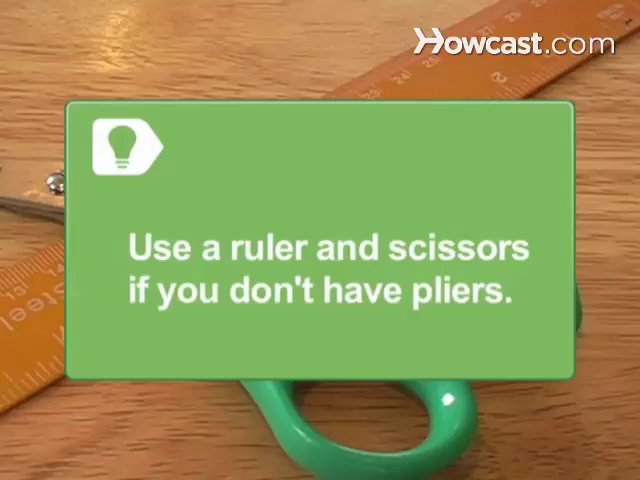 Howcast.com
Use a ruler and scissors
if you don't have pliers.